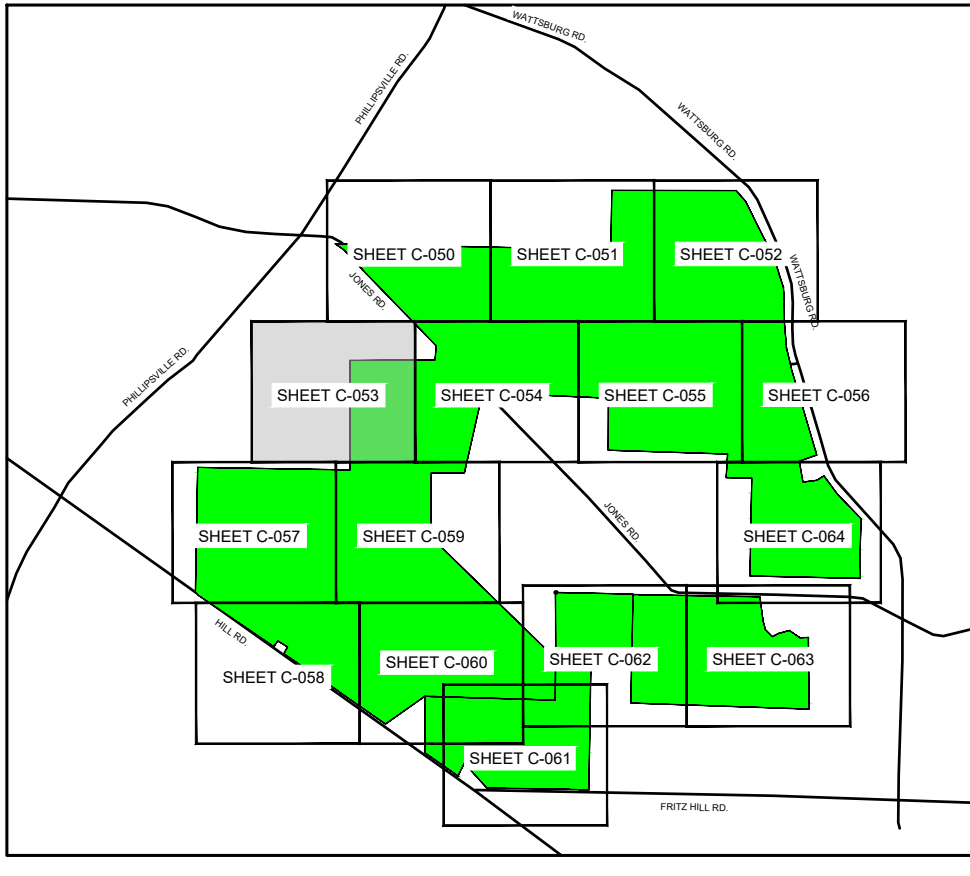 WATTSBURG RD.
PHILLIPSVILLE RD.
WATTSBURG RD.
SHEET C-050
SHEET C-051
SHEET C-052
JONES RD.
WATTSBURG RD.
PHILLIPSVILLE RD.
SHEET C-053
SHEET C-054
SHEET C-055
SHEET C-056
JONES RD.
SHEET C-057
SHEET C-059
SHEET C-064
HILL RD.
SHEET C-058
SHEET C-060
SHEET C-062
SHEET C-063
SHEET C-061
FRITZ HILL RD.